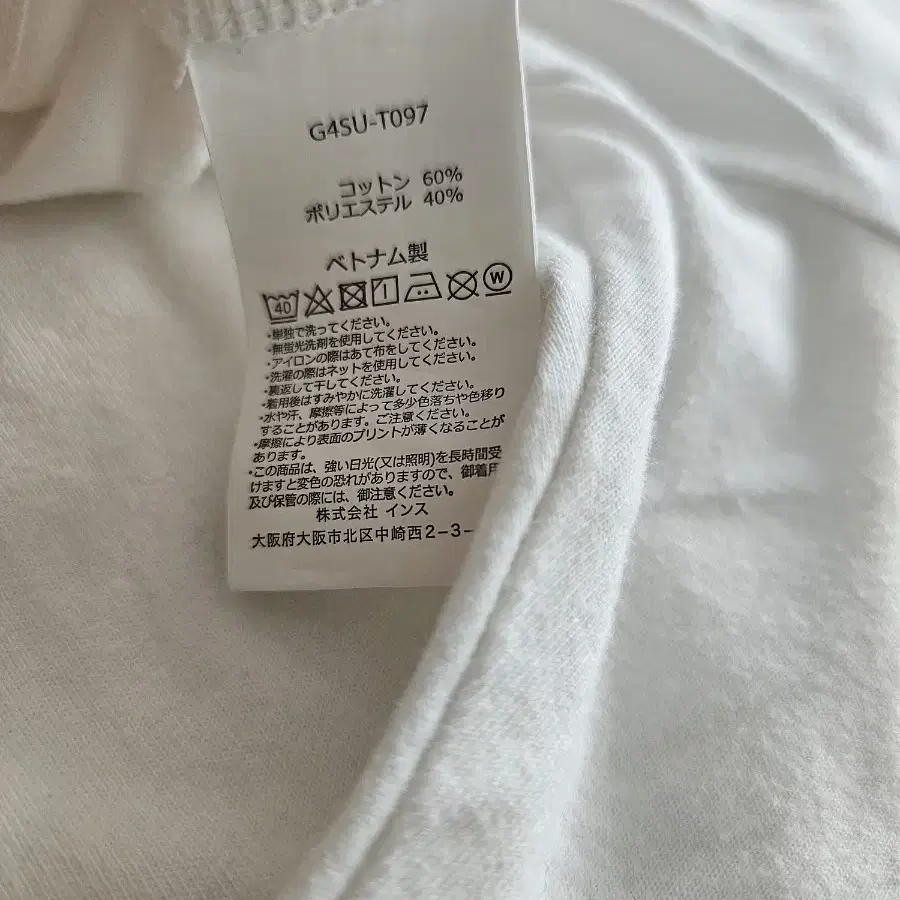 G4SU-T097
コットン 60%
ポリエステル 40%
ベトナム製
40 W
・単独で洗ってください。
・無蛍光洗剤を使用してください。
・アイロンの際はあて布をしてください。
・洗濯の際はネットを使用してください。
・裏返して干してください。
・着用後はすみやかに洗濯してください。
・水や汗、摩擦等によって多少色落ちや色移り
することがあります。ご注意ください。
・摩擦により表面のプリントが薄くなることが
あります。
・この商品は、強い日光(又は照明)を長時間受
けますと変色の恐れがありますので、御着用
及び保管の際には、御注意ください。
株式会社 インス
大阪府大阪市北区中崎西2-3-